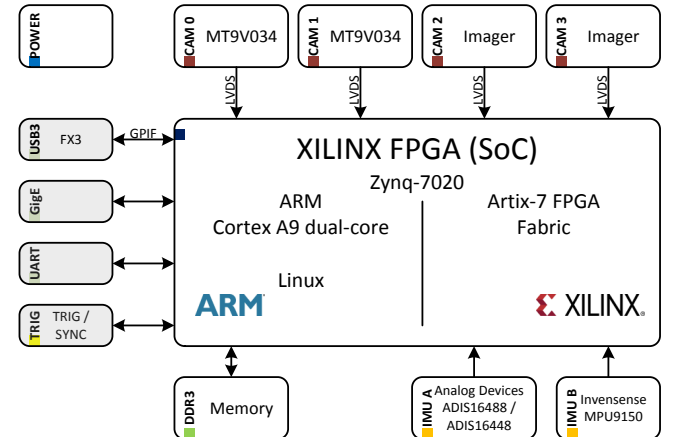 POWER
CAM 0
MT9V034
CAM 1
MT9V034
CAM 2
Imager
CAM 3
Imager
LVDS
LVDS
LVDS
LVDS
USB3
FX3
GPIF
GigE
UART
TRIG
TRIG /
SYNC
XILINX FPGA (SoC)
Zynq-7020
ARM
Cortex A9 dual-core
Linux
ARM
Artix-7 FPGA
Fabric
XILINX.
DDR3
Memory
IMU A
Analog Devices
ADIS16488 /
ADIS16448
IMU B
Invensense
MPU9150